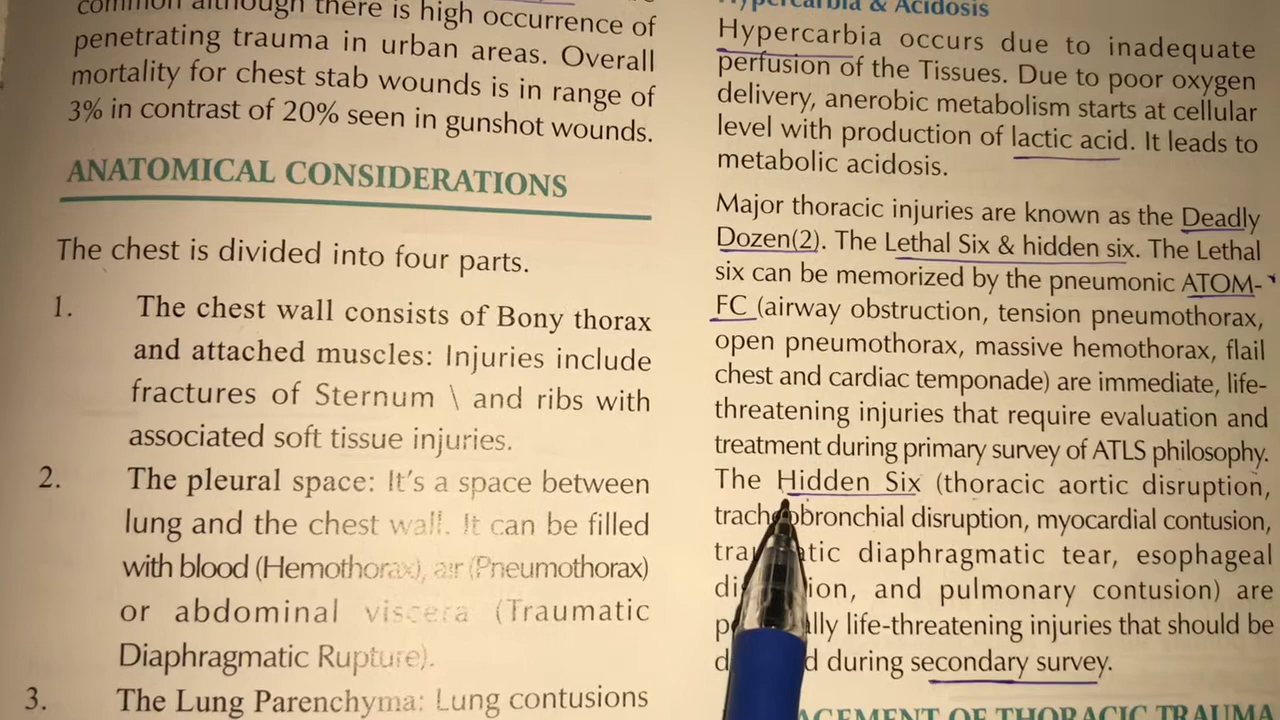 common although there is high occurrence of
penetrating trauma in urban areas. Overall
mortality for chest stab wounds is in range of
3% in contrast of 20% seen in gunshot wounds.
ANATOMICAL CONSIDERATIONS
The chest is divided into four parts.
1. The chest wall consists of Bony thorax
and attached muscles: Injuries include
fractures of Sternum \ and ribs with
associated soft tissue injuries.
2. The pleural space: It's a space between
lung and the chest wall. It can be filled
with blood (Hemothorax), air (Pneumothorax)
or abdominal viscera (Traumatic
Diaphragmatic Rupture).
3. The Lung Parenchyma: Lung contusions
Hypercarbia & Acidosis
Hypercarbia occurs due to inadequate
perfusion of the Tissues. Due to poor oxygen
delivery, anerobic metabolism starts at cellular
level with production of lactic acid. It leads to
metabolic acidosis.
Major thoracic injuries are known as the Deadly
Dozen(2). The Lethal Six & hidden six. The Lethal
six can be memorized by the pneumonic ATOM-
FC (airway obstruction, tension pneumothorax,
open pneumothorax, massive hemothorax, flail
chest and cardiac temponade) are immediate, life-
threatening injuries that require evaluation and
treatment during primary survey of ATLS philosophy.
The Hidden Six (thoracic aortic disruption,
tracheobronchial disruption, myocardial contusion,
diaphragmatic tear, esophageal
and pulmonary contusion) are
life-threatening injuries that should be
during secondary survey.
OF THORACIC TRAUMA